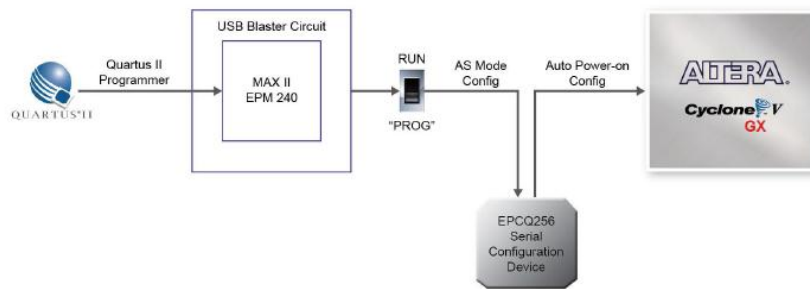 USB Blaster Circuit
Quartus II
Programmer
QUARTUS® II
MAX II
EPM 240
RUN
"PROG"
AS Mode
Config
Auto Power-on
Config
ALTERA®
Cyclone V
GX
EPCQ256
Serial
Configuration
Device